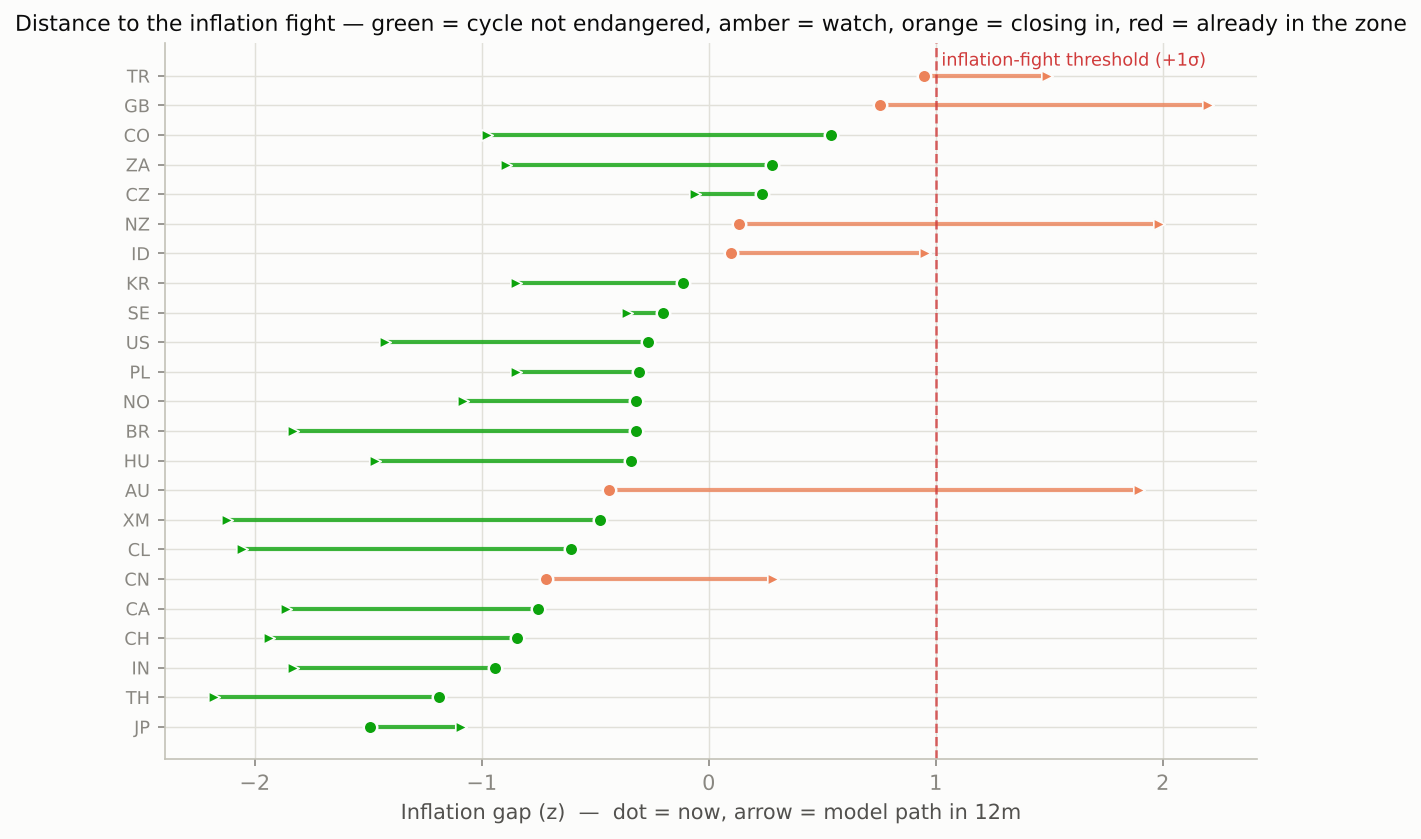 Distance to the inflation fight — green = cycle not endangered, amber = watch, orange = closing in, red = already in the zone
inflation-fight threshold (+1σ)
TR
GB
CO
ZA
CZ
NZ
ID
KR
SE
US
PL
NO
BR
HU
AU
XM
CL
CN
CA
CH
IN
TH
JP
−2 −1 0 1 2
Inflation gap (z) — dot = now, arrow = model path in 12m